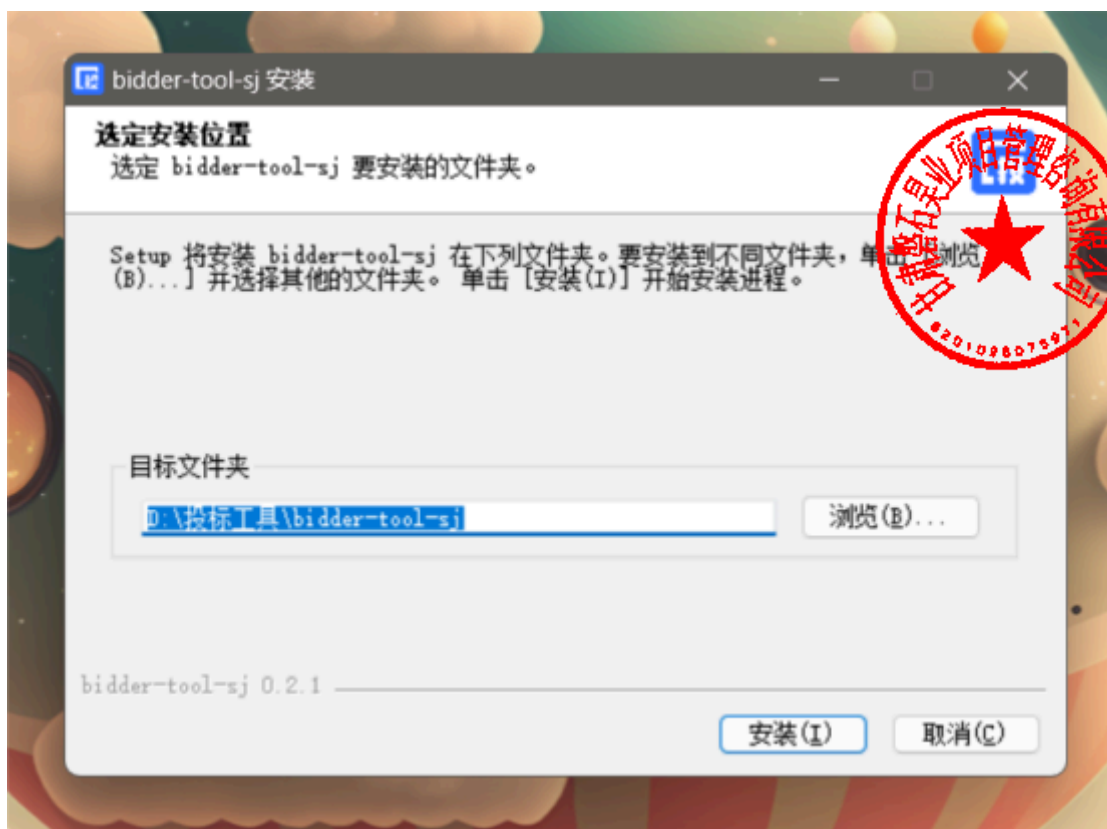 bidder-tool-sj 安装
选定安装位置
选定 bidder-tool-sj 要安装的文件夹。
Setup 将安装 bidder-tool-sj 在下列文件夹。要安装到不同文件夹，单击 [浏览
(B)...] 并选择其他的文件夹。 单击 [安装(I)] 开始安装进程。
目标文件夹
D:\投标工具\bidder-tool-sj
浏览(B)...
bidder-tool-sj 0.2.1
安装(I)
取消(C)